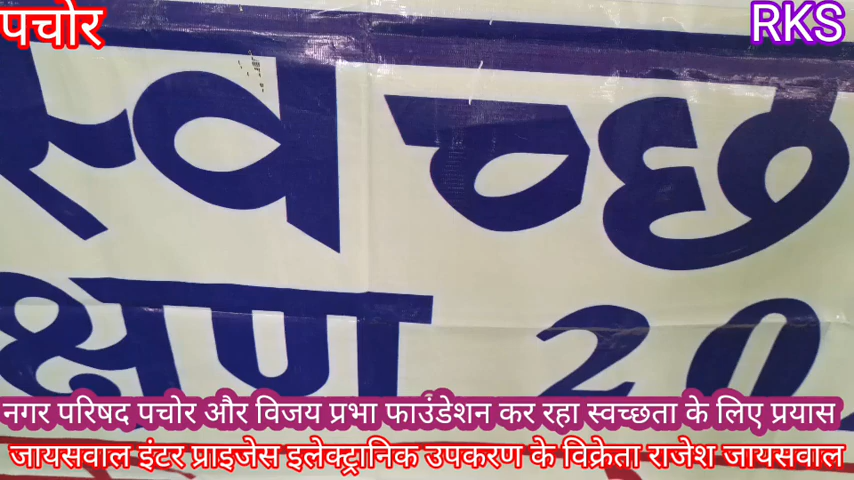 पचोर
RKS
स्वच्छ
क्षण 20
नगर परिषद पचोर और विजय प्रभा फाउंडेशन कर रहा स्वच्छता के लिए प्रयास
जायसवाल इंटर प्राइजेस इलेक्ट्रानिक उपकरण के विक्रेता राजेश जायसवाल